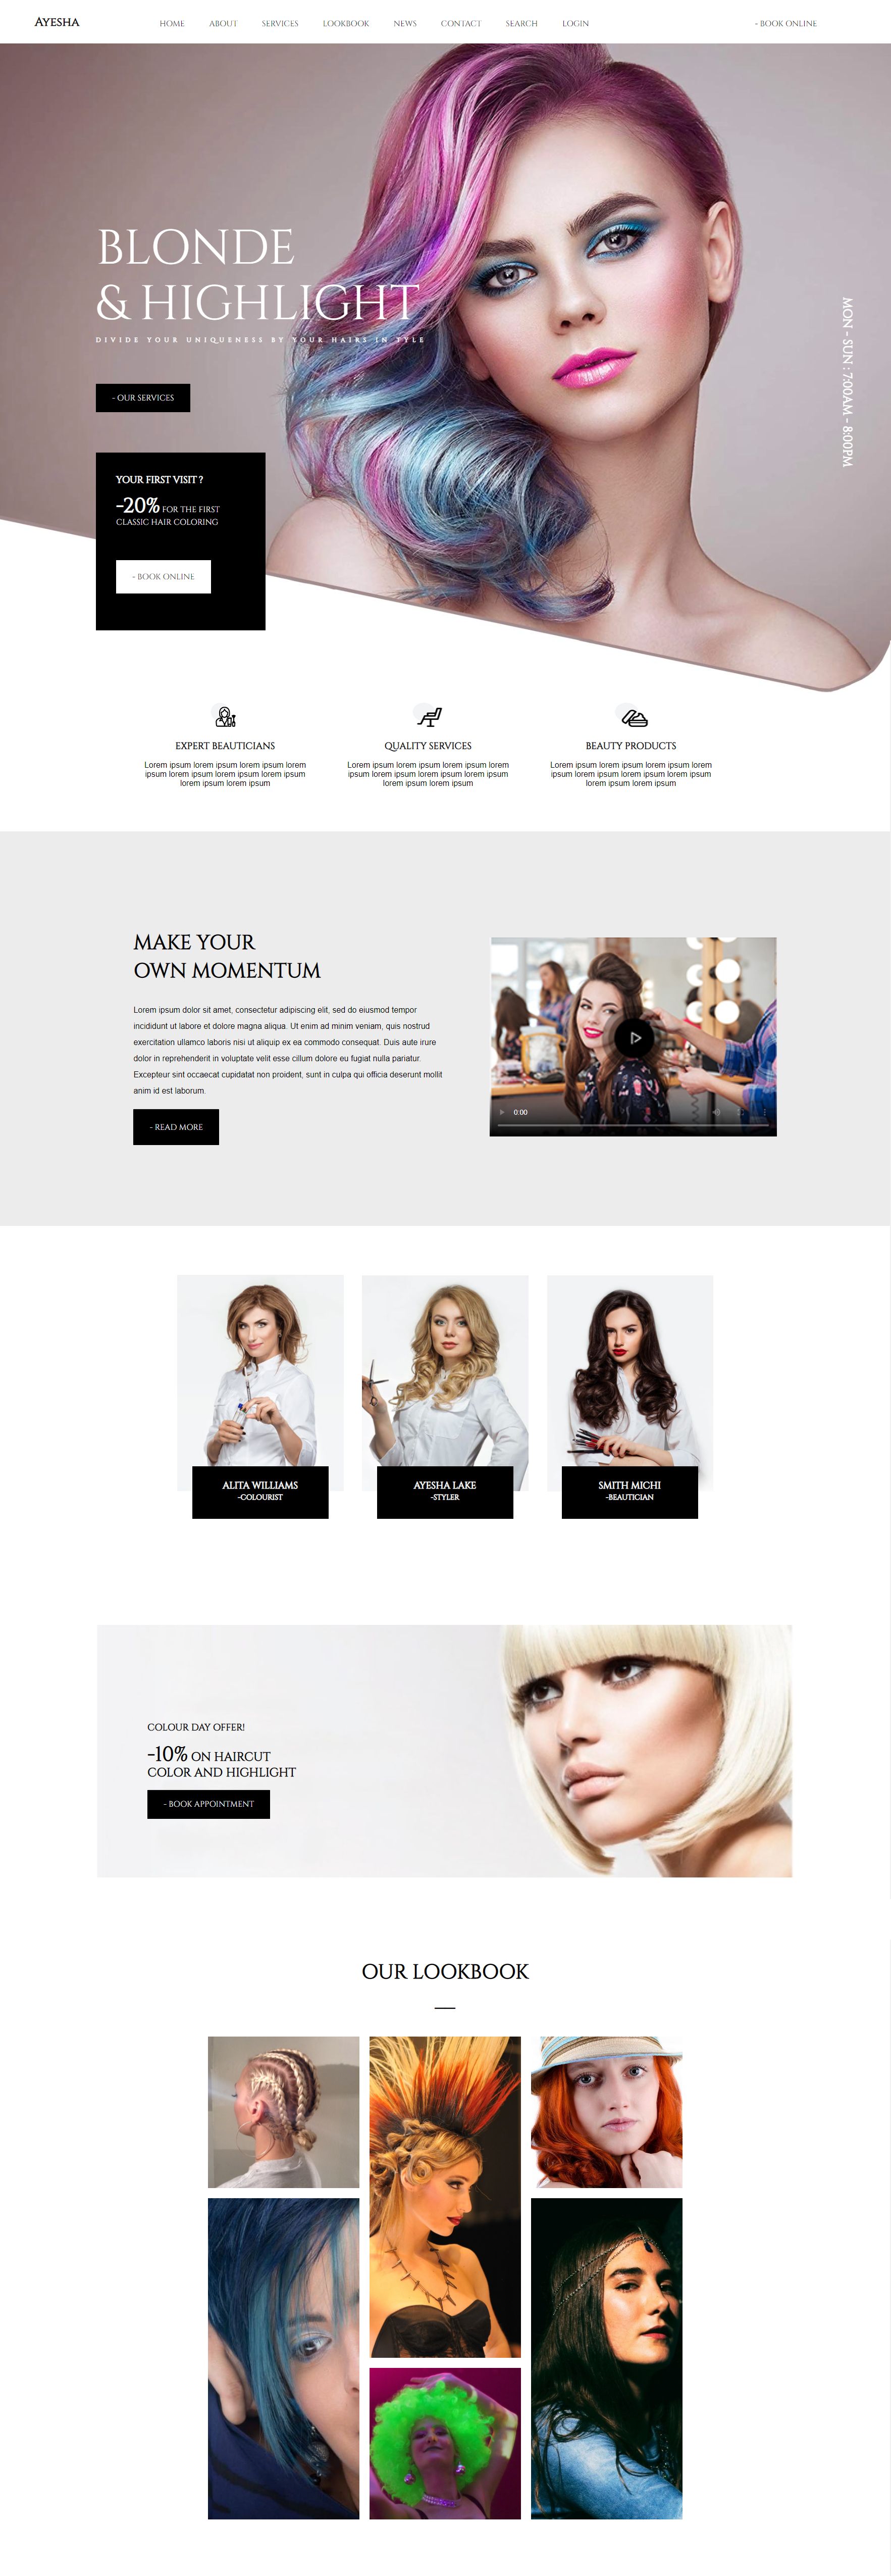 AYESHA
HOME ABOUT SERVICES LOOKBOOK NEWS CONTACT SEARCH LOGIN
- BOOK ONLINE
BLONDE
& HIGHLIGHT
DIVIDE YOUR UNIQUENESS BY YOUR HAIRS IN TYLE
- OUR SERVICES
MON - SUN : 7:00AM - 8:00PM
YOUR FIRST VISIT ?
-20% FOR THE FIRST
CLASSIC HAIR COLORING
- BOOK ONLINE
EXPERT BEAUTICIANS
Lorem ipsum lorem ipsum lorem ipsum lorem
ipsum lorem ipsum lorem ipsum lorem ipsum
lorem ipsum lorem ipsum
QUALITY SERVICES
Lorem ipsum lorem ipsum lorem ipsum lorem
ipsum lorem ipsum lorem ipsum lorem ipsum
lorem ipsum lorem ipsum
BEAUTY PRODUCTS
Lorem ipsum lorem ipsum lorem ipsum lorem
ipsum lorem ipsum lorem ipsum lorem ipsum
lorem ipsum lorem ipsum
MAKE YOUR
OWN MOMENTUM
Lorem ipsum dolor sit amet, consectetur adipiscing elit, sed do eiusmod tempor
incididunt ut labore et dolore magna aliqua. Ut enim ad minim veniam, quis nostrud
exercitation ullamco laboris nisi ut aliquip ex ea commodo consequat. Duis aute irure
dolor in reprehenderit in voluptate velit esse cillum dolore eu fugiat nulla pariatur.
Excepteur sint occaecat cupidatat non proident, sunt in culpa qui officia deserunt mollit
anim id est laborum.
- READ MORE
0:00
ALITA WILLIAMS
-COLOURIST
AYESHA LAKE
-STYLER
SMITH MICHI
-BEAUTICIAN
COLOUR DAY OFFER!
-10% ON HAIRCUT
COLOR AND HIGHLIGHT
- BOOK APPOINTMENT
OUR LOOKBOOK